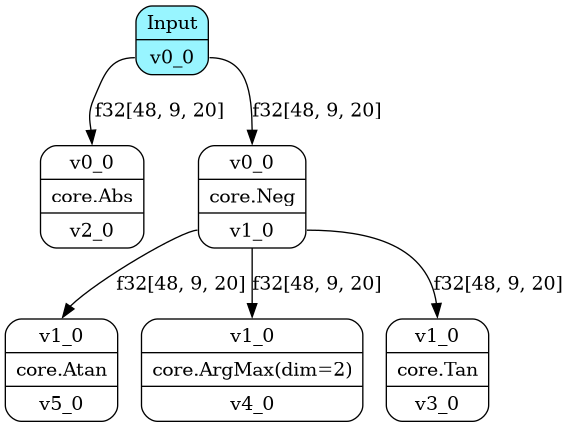 Input
v0_0
f32[48, 9, 20]
f32[48, 9, 20]
v0_0
core.Abs
v2_0
v0_0
core.Neg
v1_0
f32[48, 9, 20]
f32[48, 9, 20]
f32[48, 9, 20]
v1_0
core.Atan
v5_0
v1_0
core.ArgMax(dim=2)
v4_0
v1_0
core.Tan
v3_0